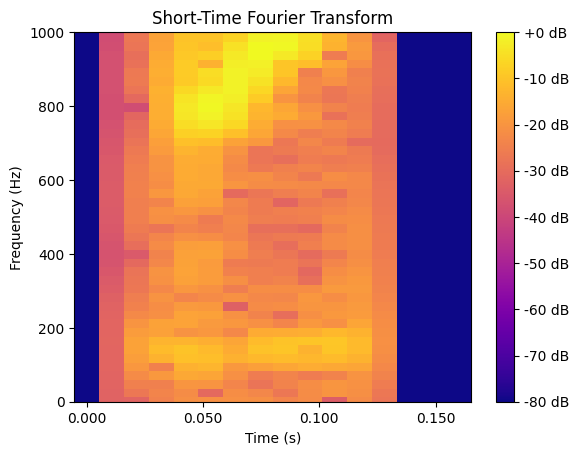 Short-Time Fourier Transform
Frequency (Hz)
1000
800
600
400
200
0
0.000
0.050
0.100
0.150
Time (s)
+0 dB
-10 dB
-20 dB
-30 dB
-40 dB
-50 dB
-60 dB
-70 dB
-80 dB